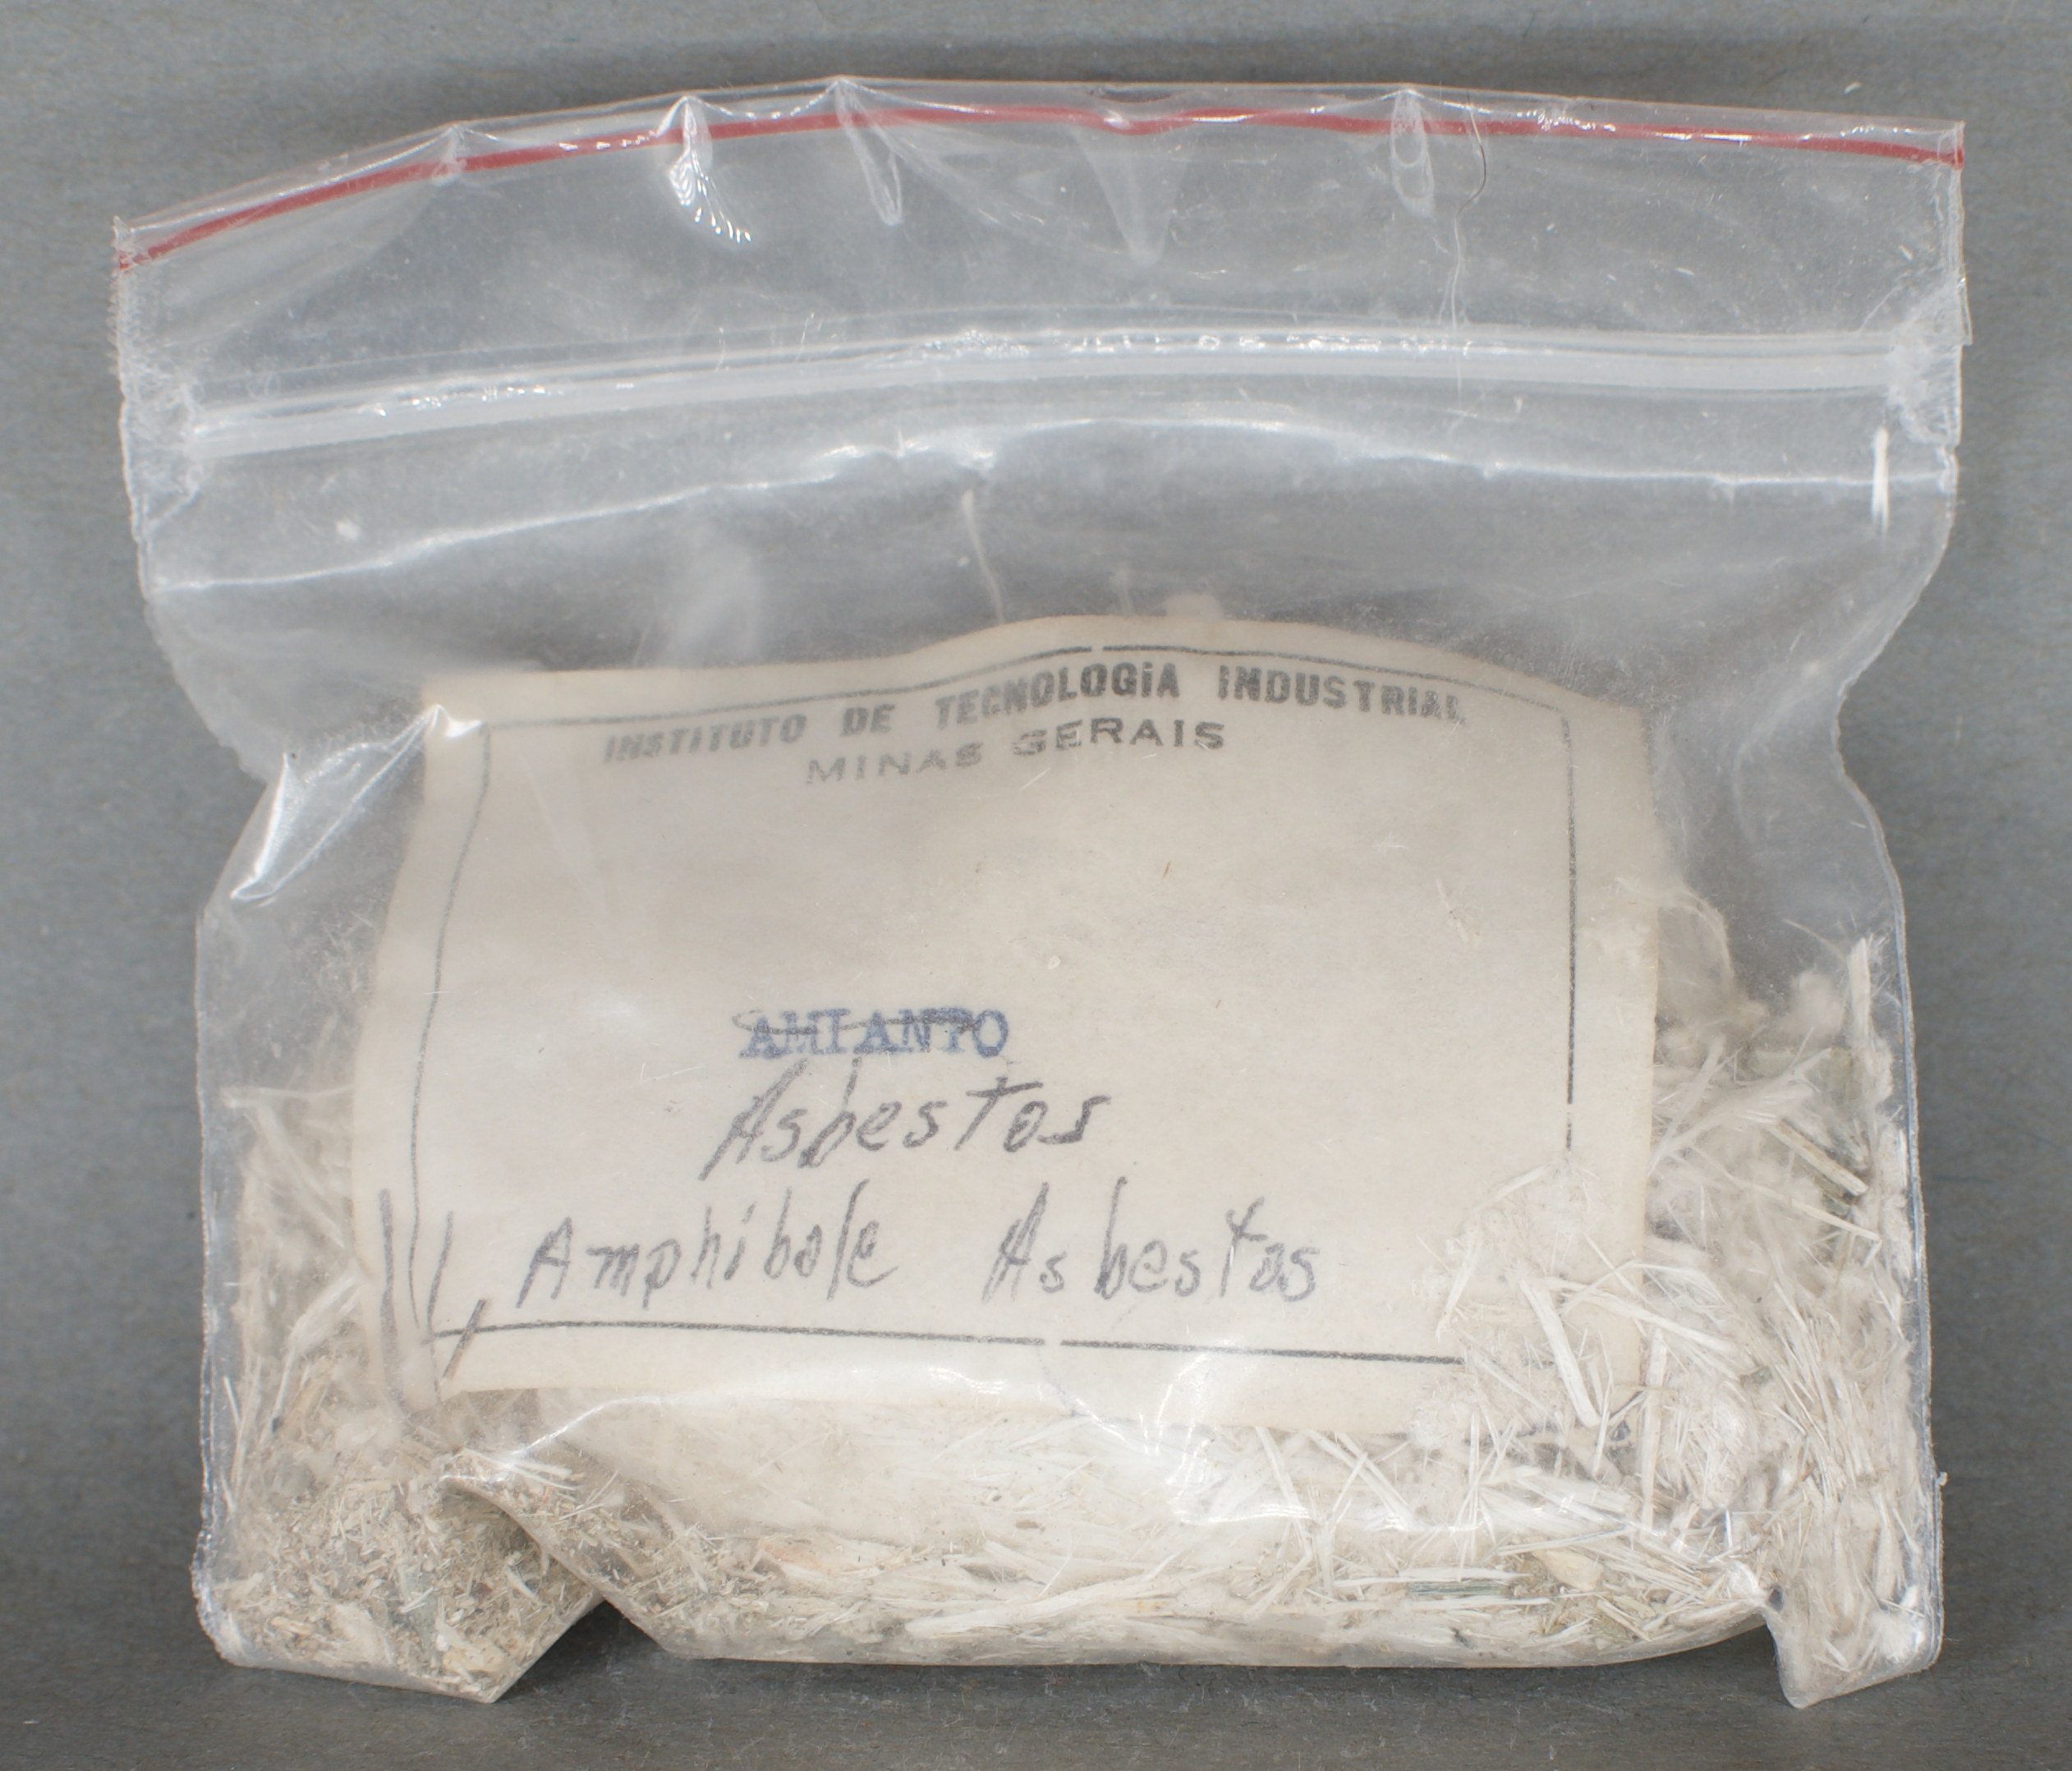 INSTITUTO DE TECNOLOGiA INDUSTRIAL
MINAS GERAIS
AMIANTO
Asbestos
Amphibole Asbestos